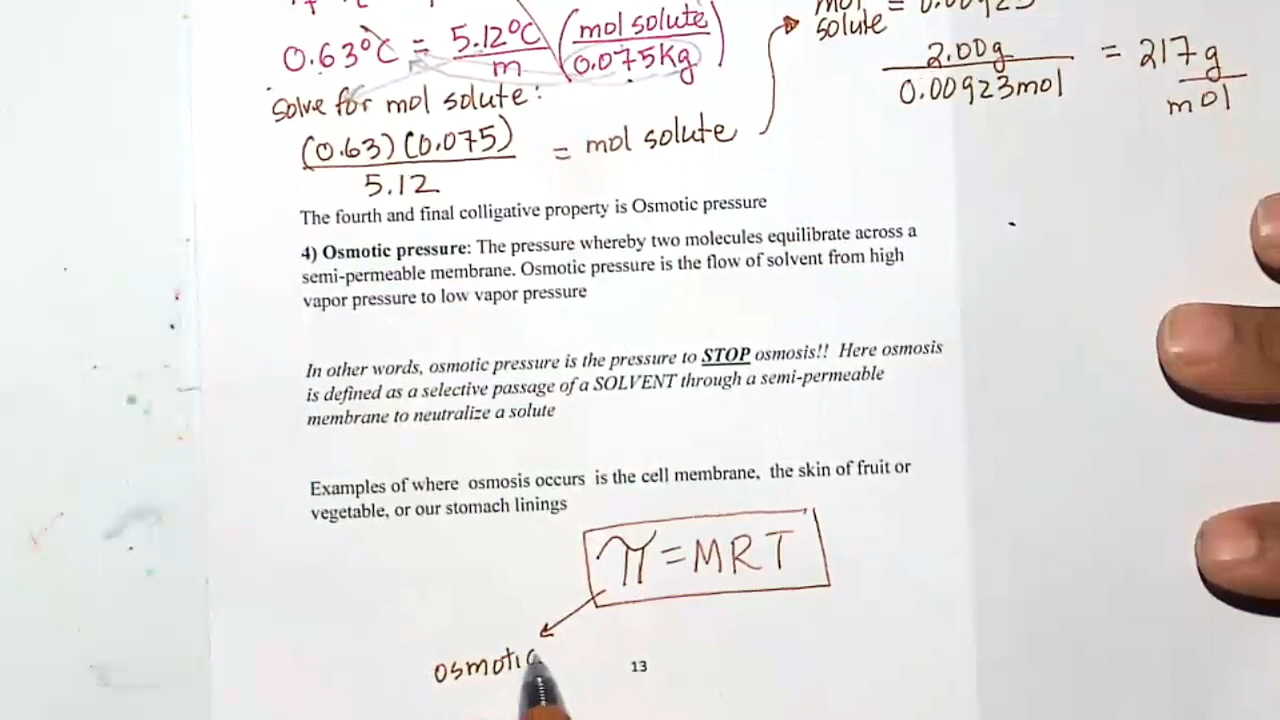 mol = 0.00923
solute
0.63°C = 5.12°C / m (mol solute / 0.075kg)
2.00g / 0.00923mol = 217 g / mol
Solve for mol solute:
(0.63)(0.075) / 5.12 = mol solute
The fourth and final colligative property is Osmotic pressure
4) Osmotic pressure: The pressure whereby two molecules equilibrate across a
semi-permeable membrane. Osmotic pressure is the flow of solvent from high
vapor pressure to low vapor pressure
In other words, osmotic pressure is the pressure to STOP osmosis!! Here osmosis
is defined as a selective passage of a SOLVENT through a semi-permeable
membrane to neutralize a solute
Examples of where osmosis occurs is the cell membrane, the skin of fruit or
vegetable, or our stomach linings
π = MRT
osmotic
13